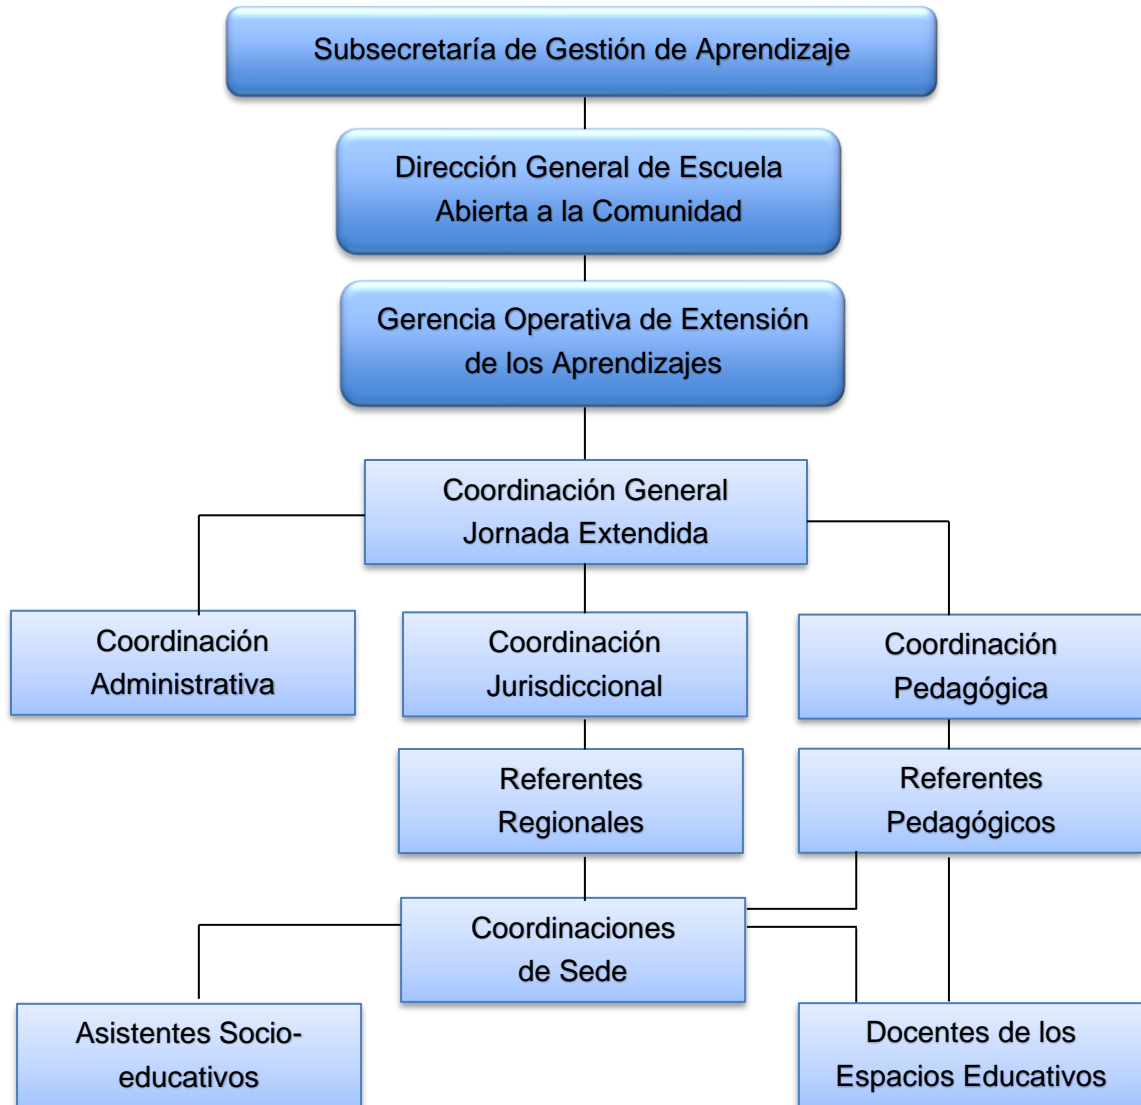 Subsecretaría de Gestión de Aprendizaje
Dirección General de Escuela
Abierta a la Comunidad
Gerencia Operativa de Extensión
de los Aprendizajes
Coordinación General
Jornada Extendida
Coordinación
Administrativa
Coordinación
Jurisdiccional
Coordinación
Pedagógica
Referentes
Regionales
Referentes
Pedagógicos
Coordinaciones
de Sede
Asistentes Socio-
educativos
Docentes de los
Espacios Educativos